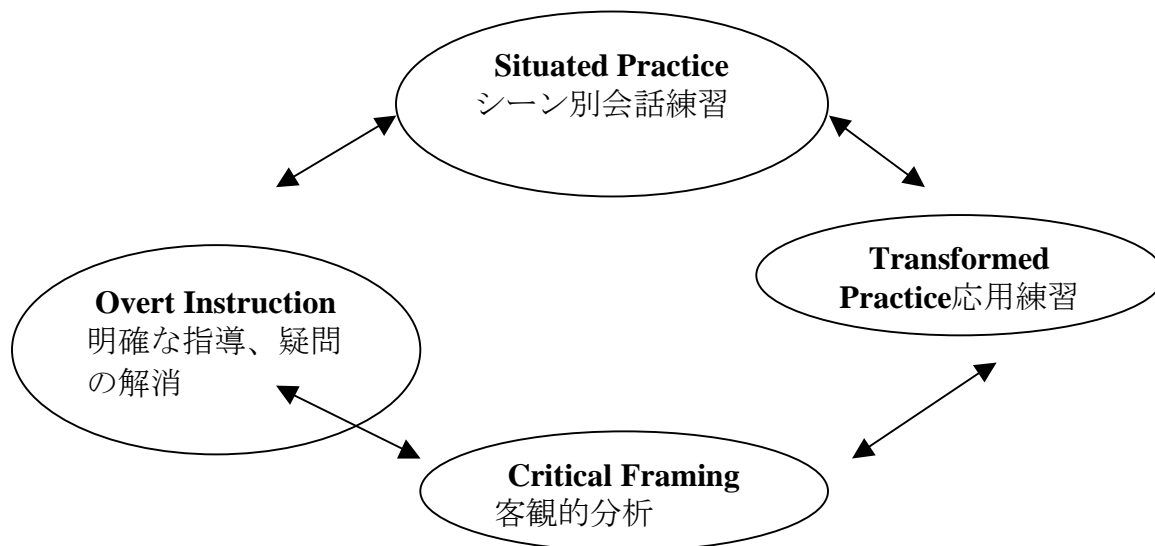 Situated Practice
シーン別会話練習
Transformed
Practice応用練習
Overt Instruction
明確な指導、疑問
の解消
Critical Framing
客観的分析